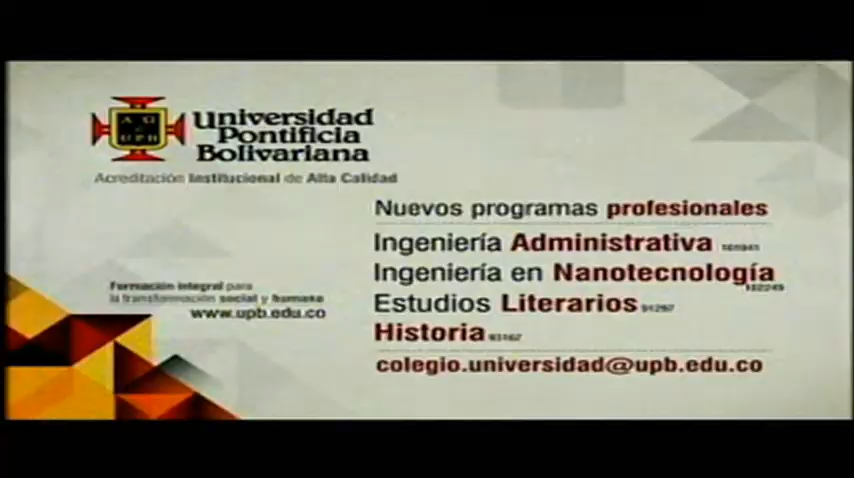 Universidad
Pontificia
Bolivariana
Acreditación Institucional de Alta Calidad
Nuevos programas profesionales
Ingeniería Administrativa
Ingeniería en Nanotecnología
Estudios Literarios
Historia
colegio.universidad@upb.edu.co
Formación integral para
la transformación social y humana
www.upb.edu.co